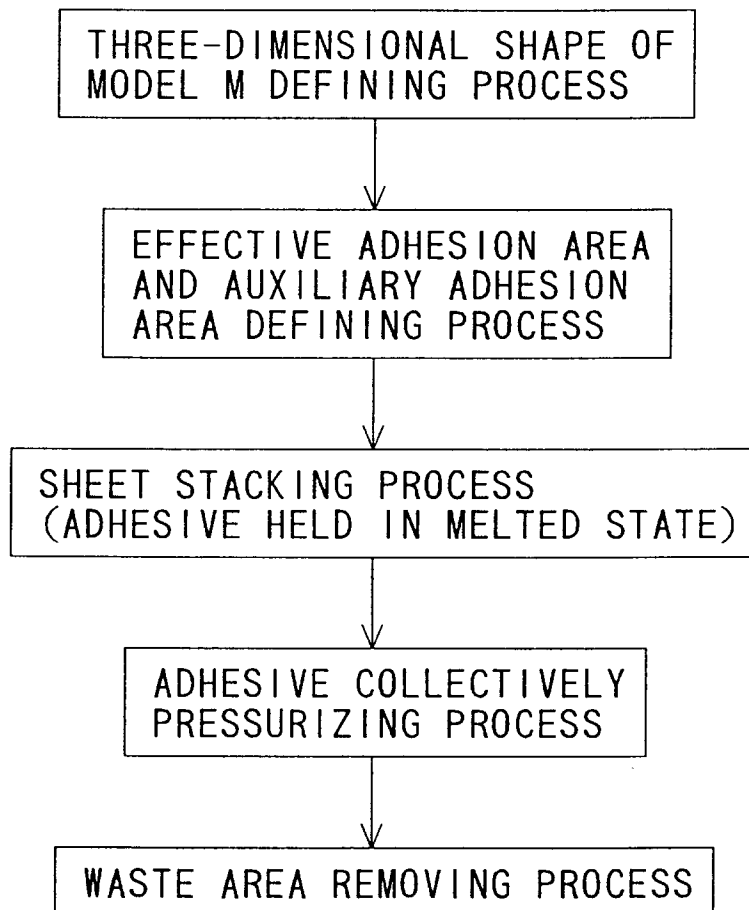 THREE-DIMENSIONAL SHAPE OF
MODEL M DEFINING PROCESS
EFFECTIVE ADHESION AREA
AND AUXILIARY ADHESION
AREA DEFINING PROCESS
SHEET STACKING PROCESS
(ADHESIVE HELD IN MELTED STATE)
ADHESIVE COLLECTIVELY
PRESSURIZING PROCESS
WASTE AREA REMOVING PROCESS